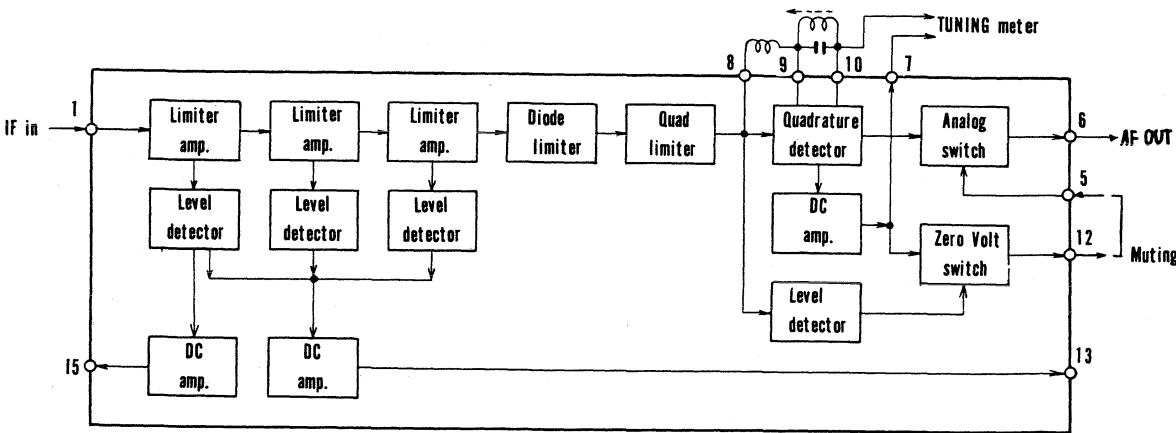 TUNING meter
8
9
10
7
1
IF in
Limiter
amp.
Limiter
amp.
Limiter
amp.
Diode
limiter
Quad
limiter
Quadrature
detector
Analog
switch
6
AF OUT
5
Level
detector
Level
detector
Level
detector
DC
amp.
Zero Volt
switch
12
Muting
Level
detector
15
DC
amp.
DC
amp.
13